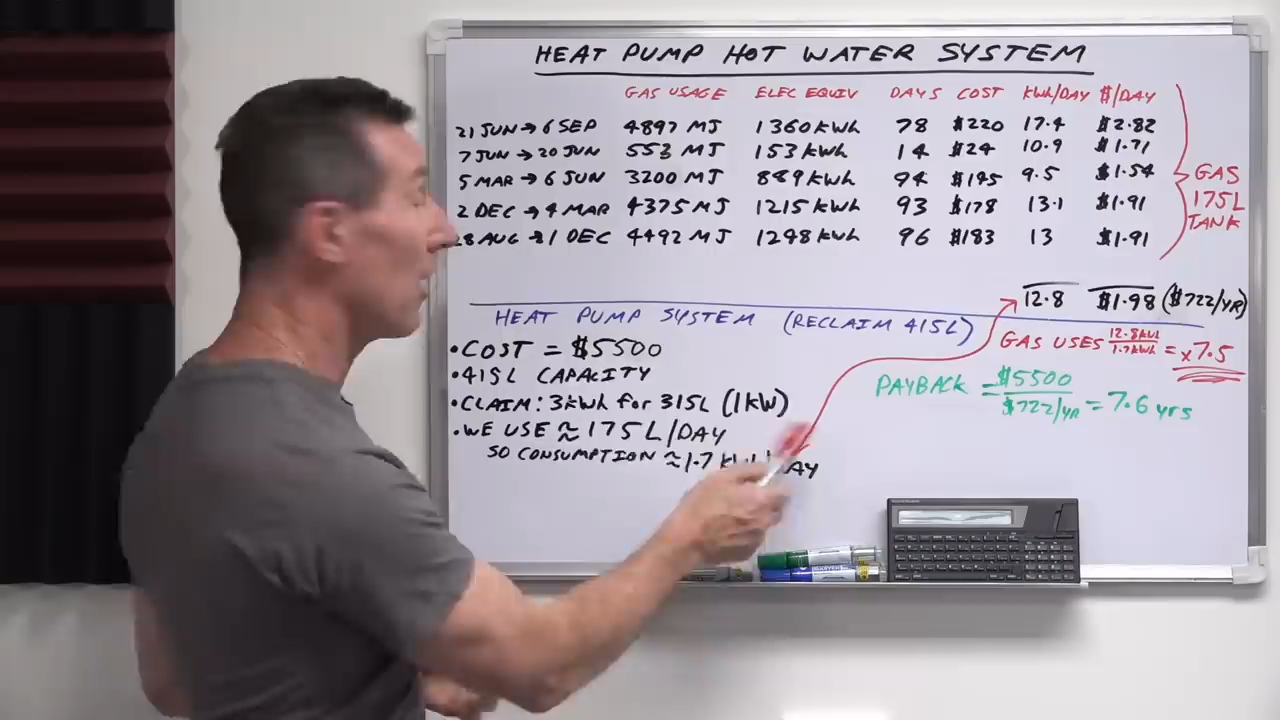 HEAT PUMP HOT WATER SYSTEM
GAS USAGE ELEC EQUIV DAYS COST KWh/DAY $/DAY
21 JUN → 6 SEP 4897 MJ 1360 KWh 78 $220 17.4 $2.82
7 JUN → 20 JUN 553 MJ 153 KWh 14 $24 10.9 $1.71
5 MAR → 6 JUN 3200 MJ 889 KWh 94 $145 9.5 $1.54
2 DEC → 4 MAR 4375 MJ 1215 KWh 93 $178 13.1 $1.91
28 AUG → 1 DEC 4492 MJ 1248 KWh 96 $183 13 $1.91
GAS
175L
TANK
12.8 $1.98 ($722/YR)
HEAT PUMP SYSTEM (RECLAIM 415L)
GAS USES 12.8KWh/1.7KWh = x7.5
• COST = $5500
• 415L CAPACITY
• CLAIM: 3kWh for 315L (1KW)
• WE USE ≈ 175 L/DAY
SO CONSUMPTION ≈ 1.7
PAYBACK = $5500/$722/YR = 7.6 yrs